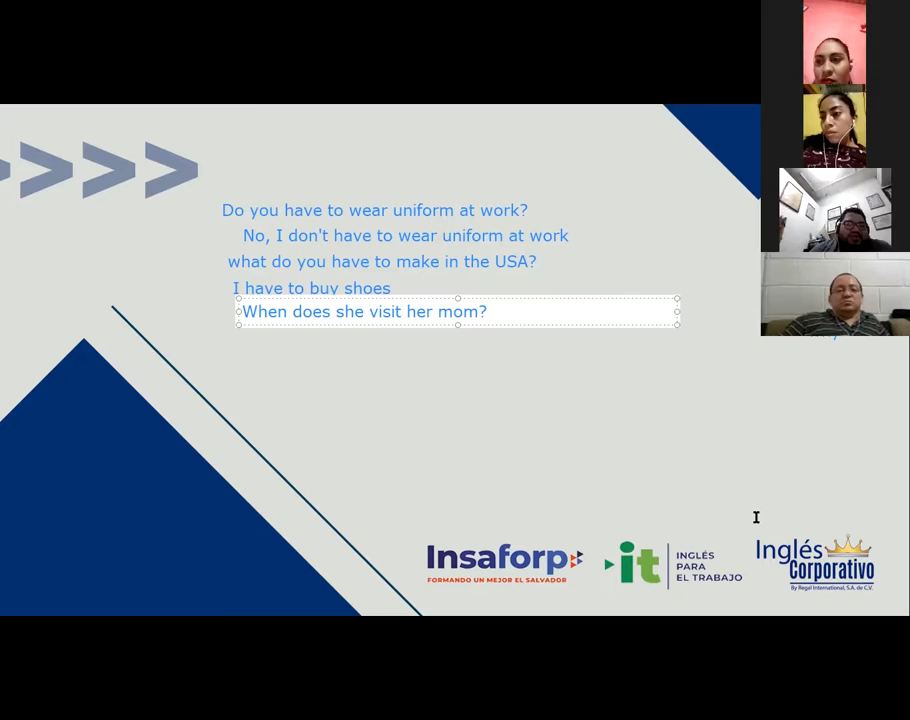 Do you have to wear uniform at work?
No, I don't have to wear uniform at work
what do you have to make in the USA?
I have to buy shoes
When does she visit her mom?
Insaforp
FORMANDO UN MEJOR EL SALVADOR
it
INGLÉS
PARA
EL TRABAJO
Inglés
Corporativo
By Regal International, S.A. de C.V.